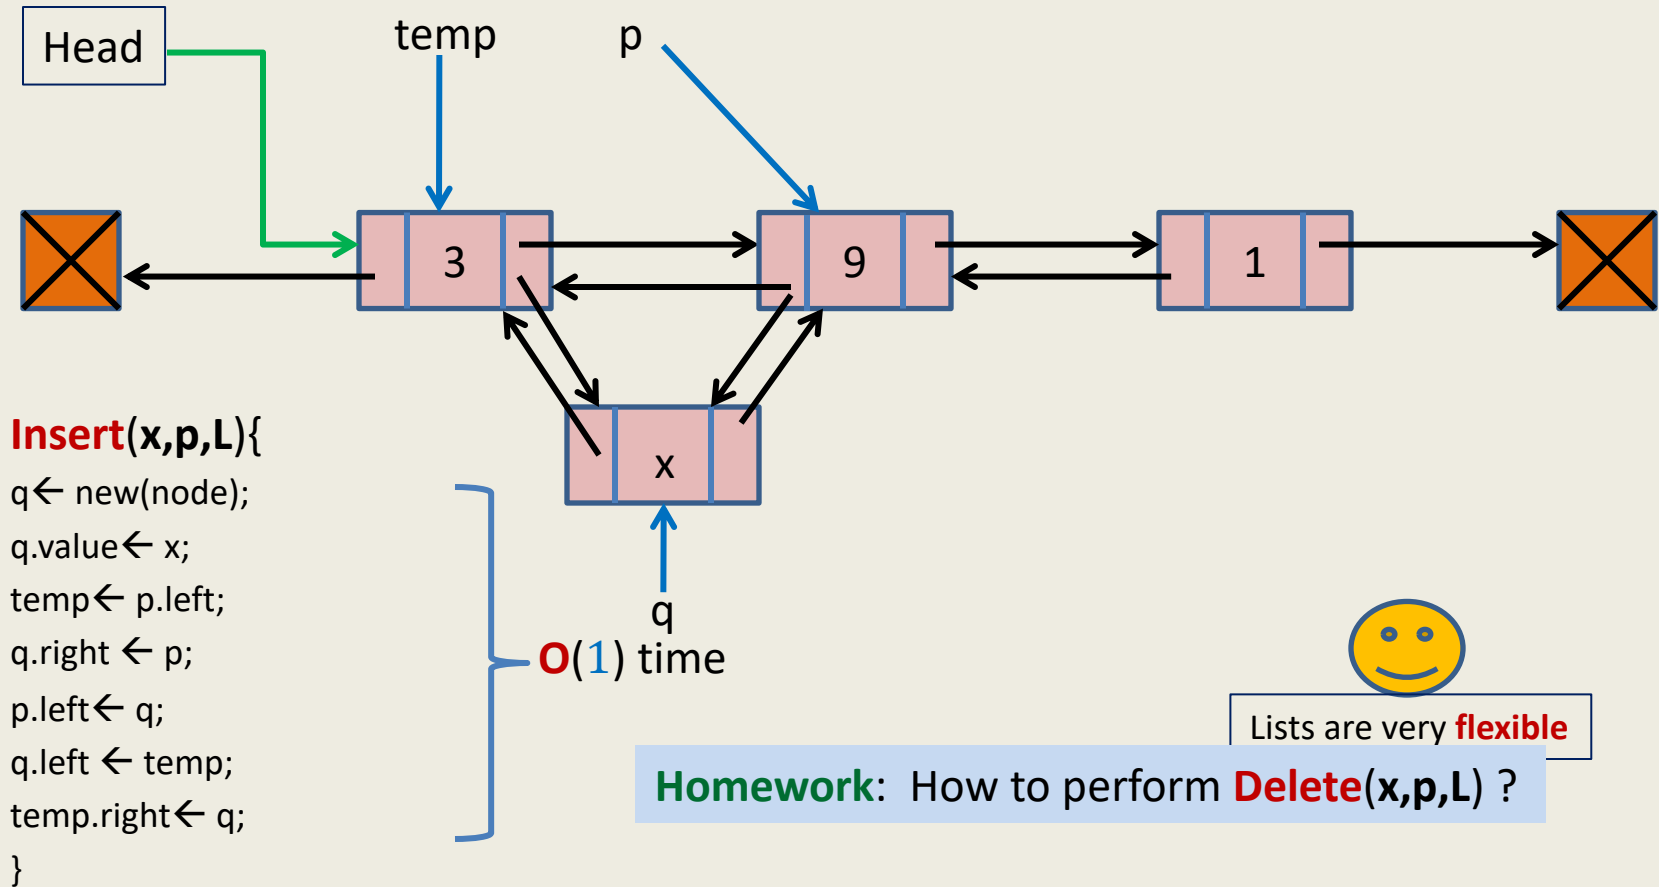 Head
temp
p
3
9
1
x
q
Insert(x,p,L){
q← new(node);
q.value← x;
temp← p.left;
q.right ← p;
p.left← q;
q.left ← temp;
temp.right← q;
}
O(1) time
Lists are very flexible
Homework: How to perform Delete(x,p,L) ?